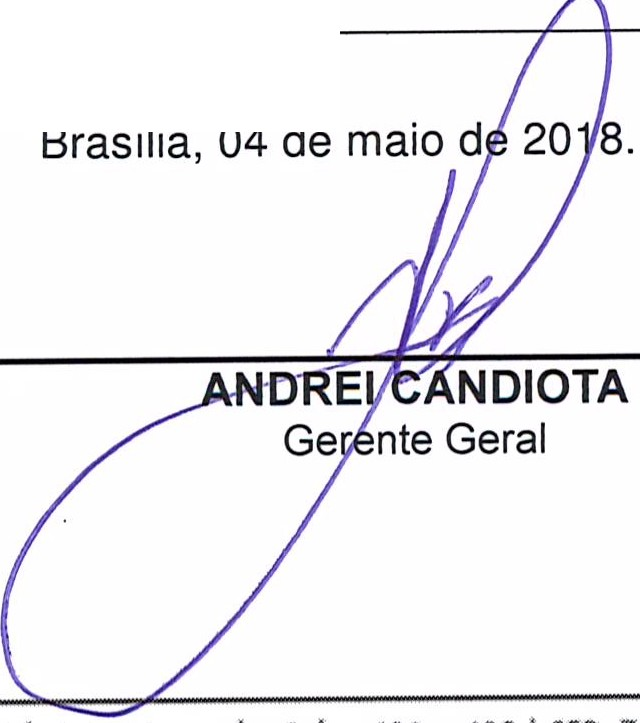 Brasília, 04 de maio de 2018.
ANDREI CANDIOTA
Gerente Geral